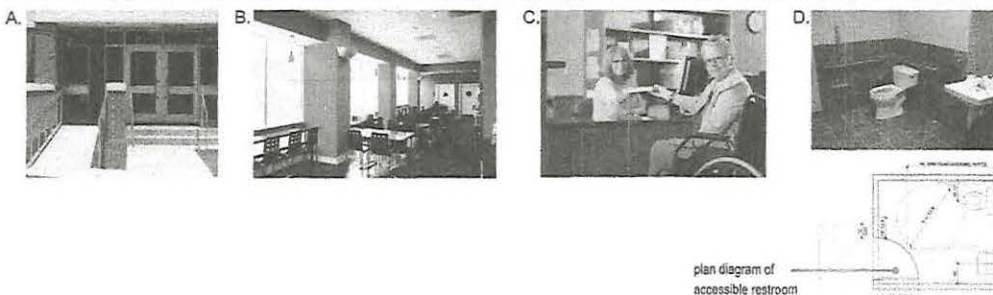 A.
B.
C.
D.
plan diagram of
accessible restroom